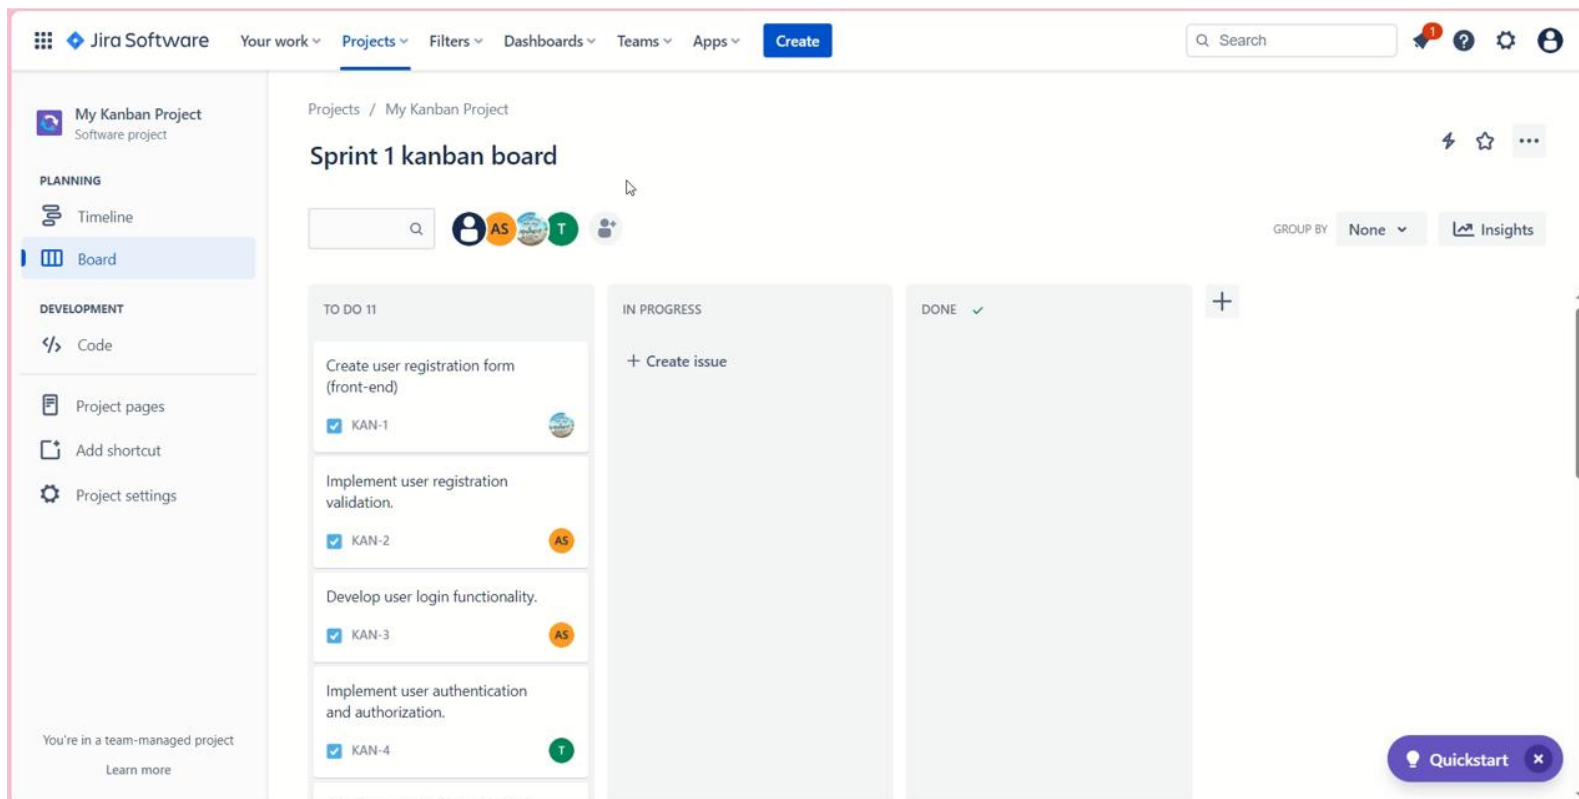 Jira Software Your work Projects Filters Dashboards Teams Apps Create Search 1 ?
My Kanban Project
Software project
PLANNING
Timeline
Board
DEVELOPMENT
Code
Project pages
Add shortcut
Project settings
You're in a team-managed project
Learn more
Projects / My Kanban Project
Sprint 1 kanban board
AS T
GROUP BY None Insights
TO DO 11
Create user registration form
(front-end)
KAN-1
Implement user registration
validation.
KAN-2 AS
Develop user login functionality.
KAN-3 AS
Implement user authentication
and authorization.
KAN-4 T
IN PROGRESS
+ Create issue
DONE
Quickstart